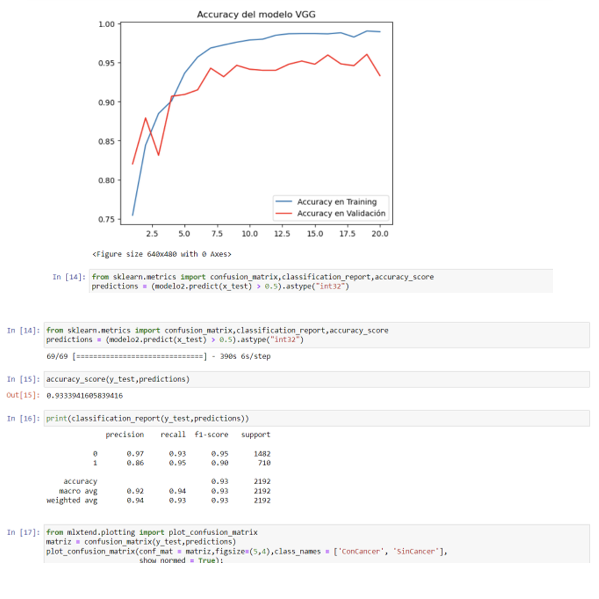 Accuracy del modelo VGG
1.00
0.95
0.90
0.85
0.80
0.75
Accuracy en Training
Accuracy en Validación
2.5 5.0 7.5 10.0 12.5 15.0 17.5 20.0
<Figure size 640x480 with 0 Axes>
In [14]: from sklearn.metrics import confusion_matrix,classification_report,accuracy_score
predictions = (modelo2.predict(x_test) > 0.5).astype("int32")
In [14]: from sklearn.metrics import confusion_matrix,classification_report,accuracy_score
predictions = (modelo2.predict(x_test) > 0.5).astype("int32")
69/69 [==============================] - 390s 6s/step
In [15]: accuracy_score(y_test,predictions)
Out[15]: 0.9333941605839416
In [16]: print(classification_report(y_test,predictions))
precision recall f1-score support
0 0.97 0.93 0.95 1482
1 0.86 0.95 0.90 710
accuracy 0.93 2192
macro avg 0.92 0.94 0.93 2192
weighted avg 0.94 0.93 0.93 2192
In [17]: from mlxtend.plotting import plot_confusion_matrix
matriz = confusion_matrix(y_test,predictions)
plot_confusion_matrix(conf_mat = matriz,figsize=(5,4),class_names = ['ConCancer', 'SinCancer'],
show_normed = True);